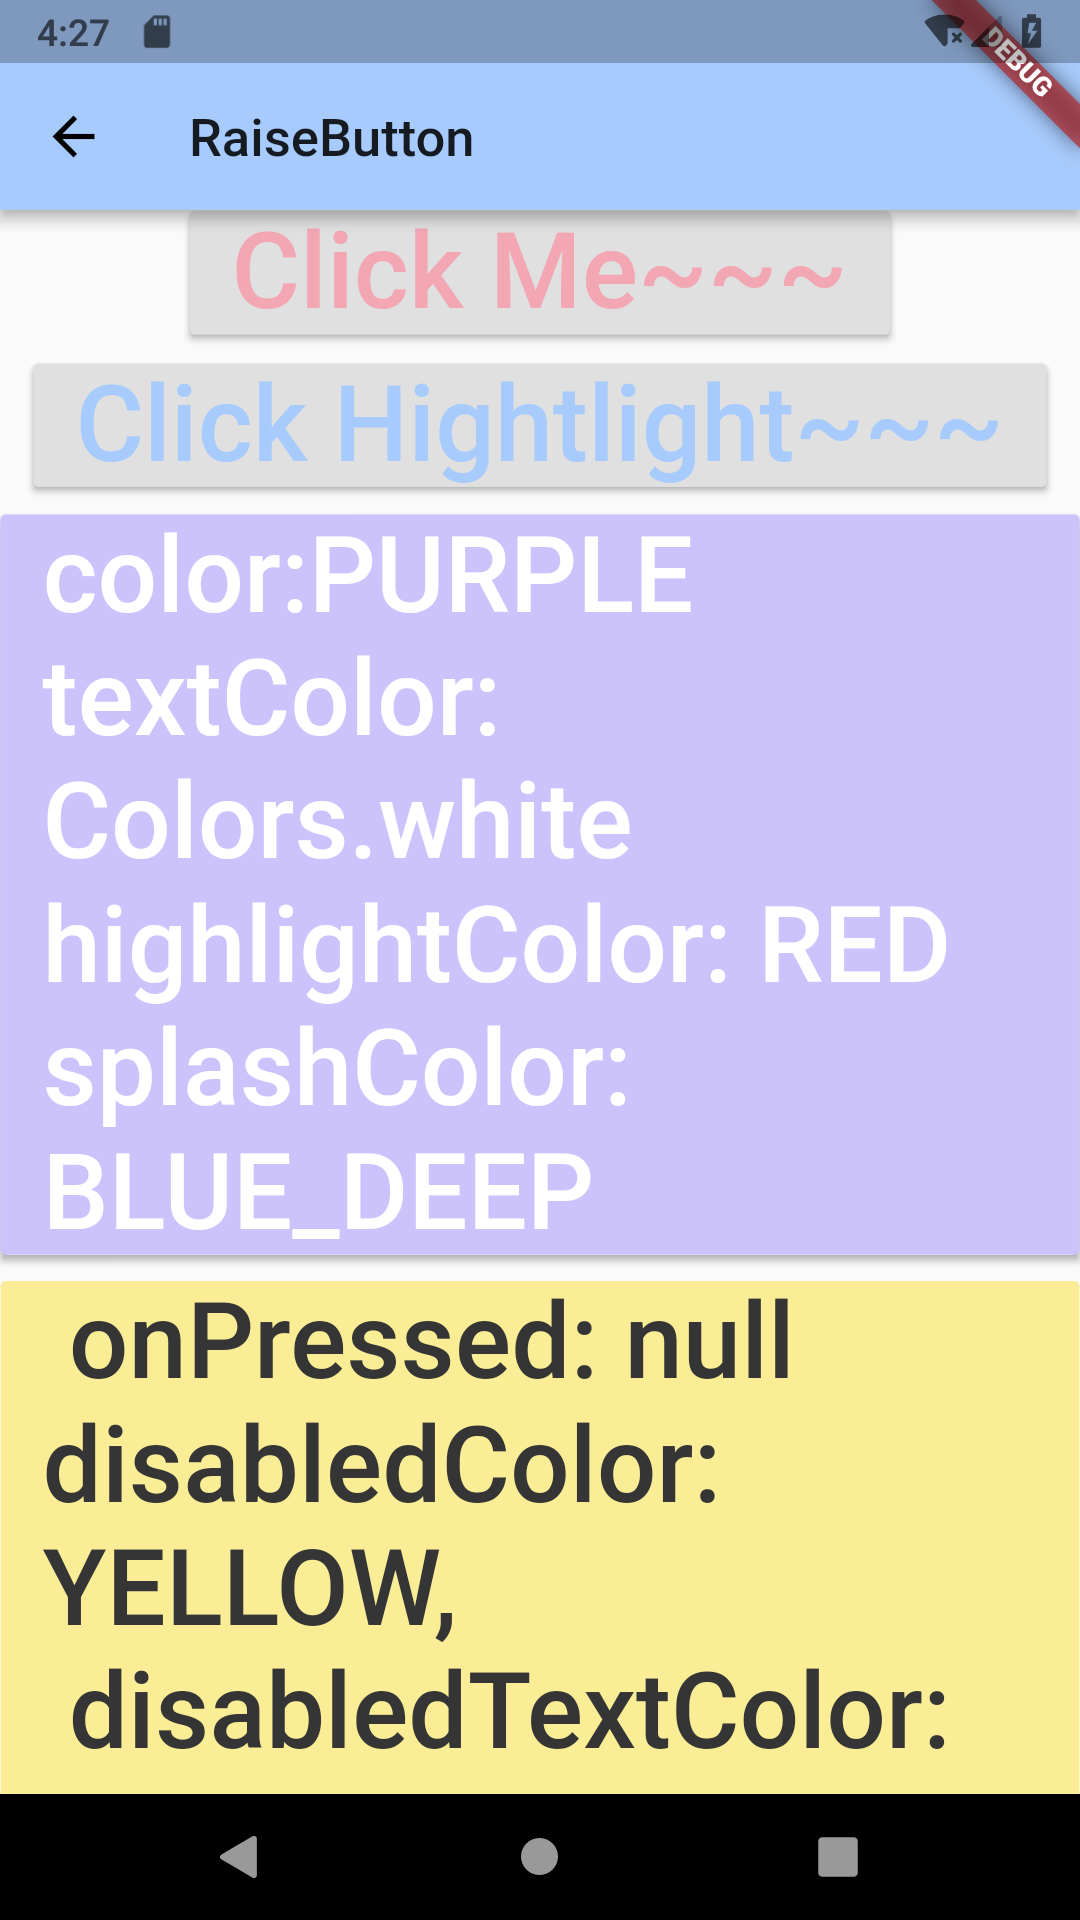 4:27
DEBUG
RaiseButton
Click Me~~~
Click Hightlight~~~
color:PURPLE
textColor:
Colors.white
highlightColor: RED
splashColor:
BLUE_DEEP
onPressed: null
disabledColor:
YELLOW,
disabledTextColor: